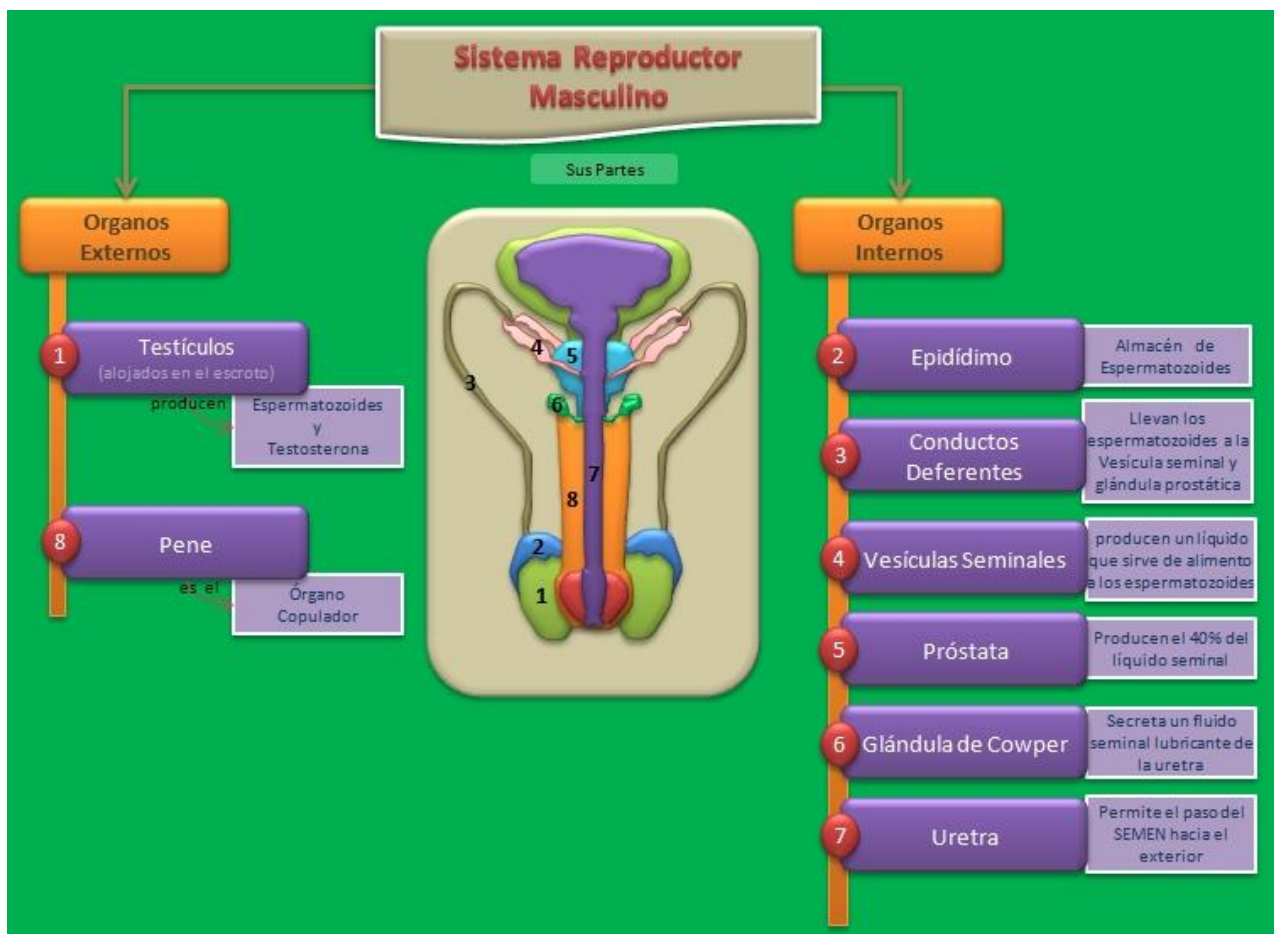 Sistema Reproductor
Masculino
Sus Partes
Organos
Externos
1
Testículos
(alojados en el escroto)
producen
Espermatozoides
y
Testosterona
8
Pene
es el
Órgano
Copulador
4
5
3
6
7
8
2
1
Organos
Internos
2
Epidídimo
Almacén de
Espermatozoides
3
Conductos
Deferentes
Llevan los
espermatozoides a la
Vesícula seminal y
glándula prostática
4
Vesículas Seminales
producen un líquido
que sirve de alimento
a los espermatozoides
5
Próstata
Producen el 40% del
líquido seminal
6
Glándula de Cowper
Secreta un fluido
seminal lubricante de
la uretra
7
Uretra
Permite el paso del
SEMEN hacia el
exterior